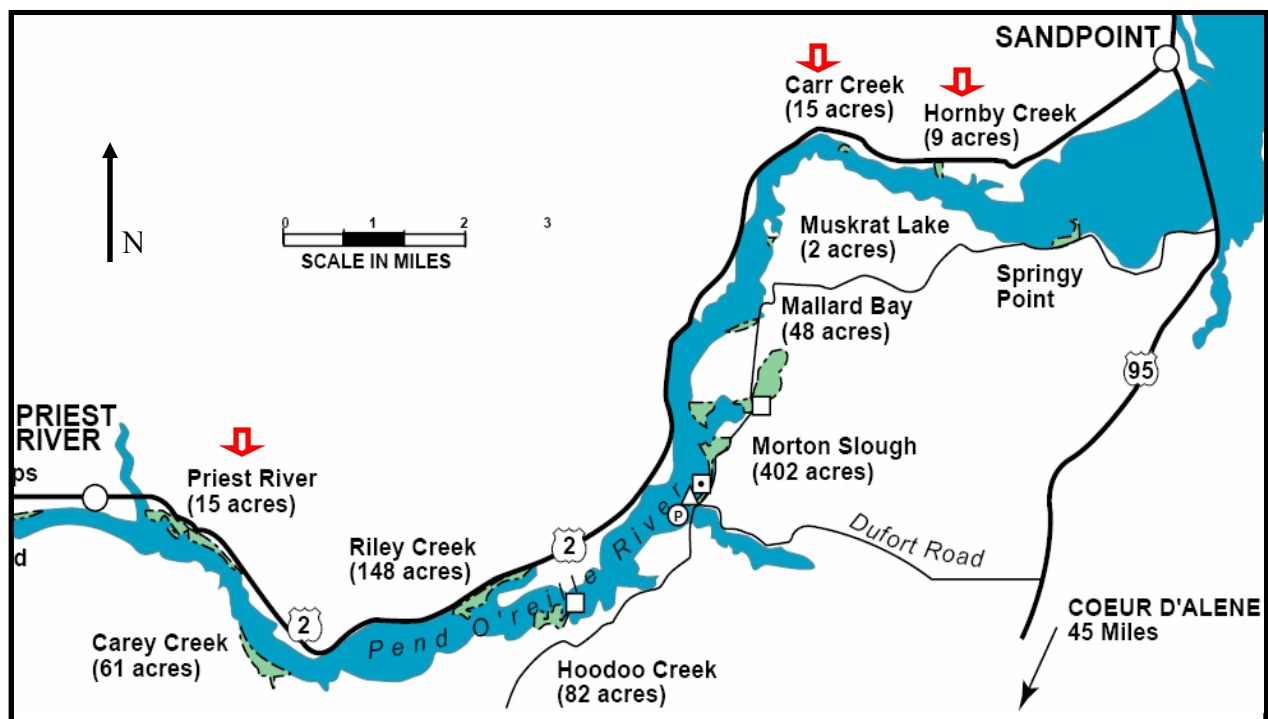 SANDPOINT
Carr Creek
(15 acres)
Hornby Creek
(9 acres)
N
0 1 2 3
SCALE IN MILES
Muskrat Lake
(2 acres)
Springy
Point
Mallard Bay
(48 acres)
95
PRIEST
RIVER
ps
Priest River
(15 acres)
Morton Slough
(402 acres)
P
d
Riley Creek
(148 acres)
2
Dufort Road
Pend O'reille River
2
Carey Creek
(61 acres)
Hoodoo Creek
(82 acres)
COEUR D'ALENE
45 Miles